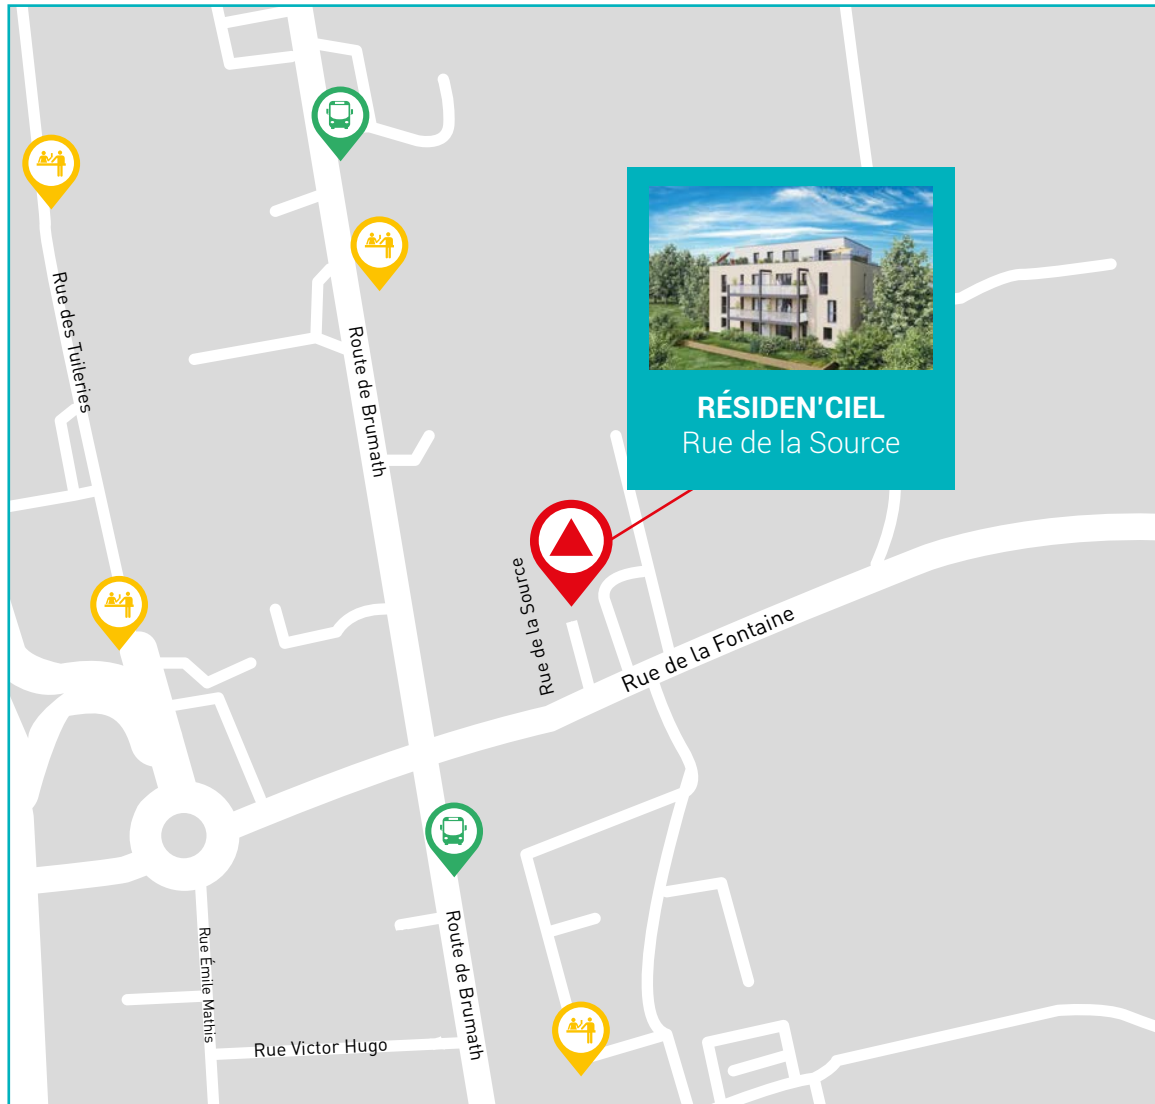 Rue des Tuileries
Route de Brumath
RÉSIDEN'CIEL
Rue de la Source
Rue de la Source
Rue de la Fontaine
Route de Brumath
Rue Émile Mathis
Rue Victor Hugo